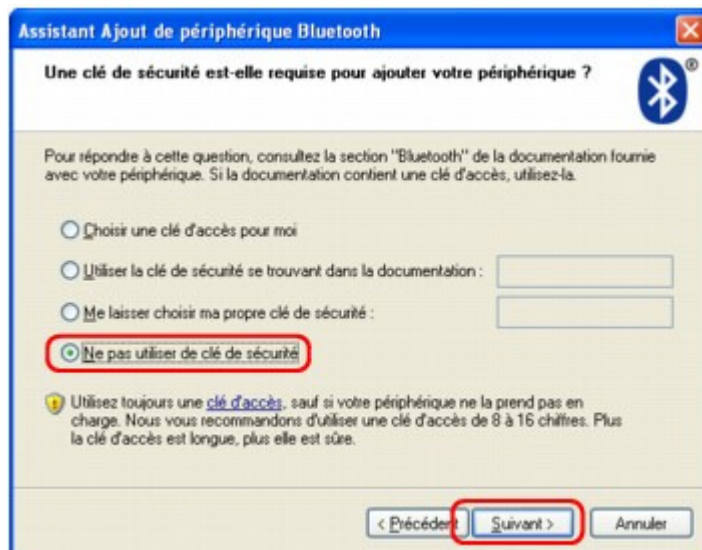 Assistant Ajout de périphérique Bluetooth
Une clé de sécurité est-elle requise pour ajouter votre périphérique ?
®
Pour répondre à cette question, consultez la section "Bluetooth" de la documentation fournie
avec votre périphérique. Si la documentation contient une clé d'accès, utilisez-la.
Choisir une clé d'accès pour moi
Utiliser la clé de sécurité se trouvant dans la documentation :
Me laisser choisir ma propre clé de sécurité :
Ne pas utiliser de clé de sécurité
Utilisez toujours une clé d'accès, sauf si votre périphérique ne la prend pas en
charge. Nous vous recommandons d'utiliser une clé d'accès de 8 à 16 chiffres. Plus
la clé d'accès est longue, plus elle est sûre.
< Précédent Suivant > Annuler